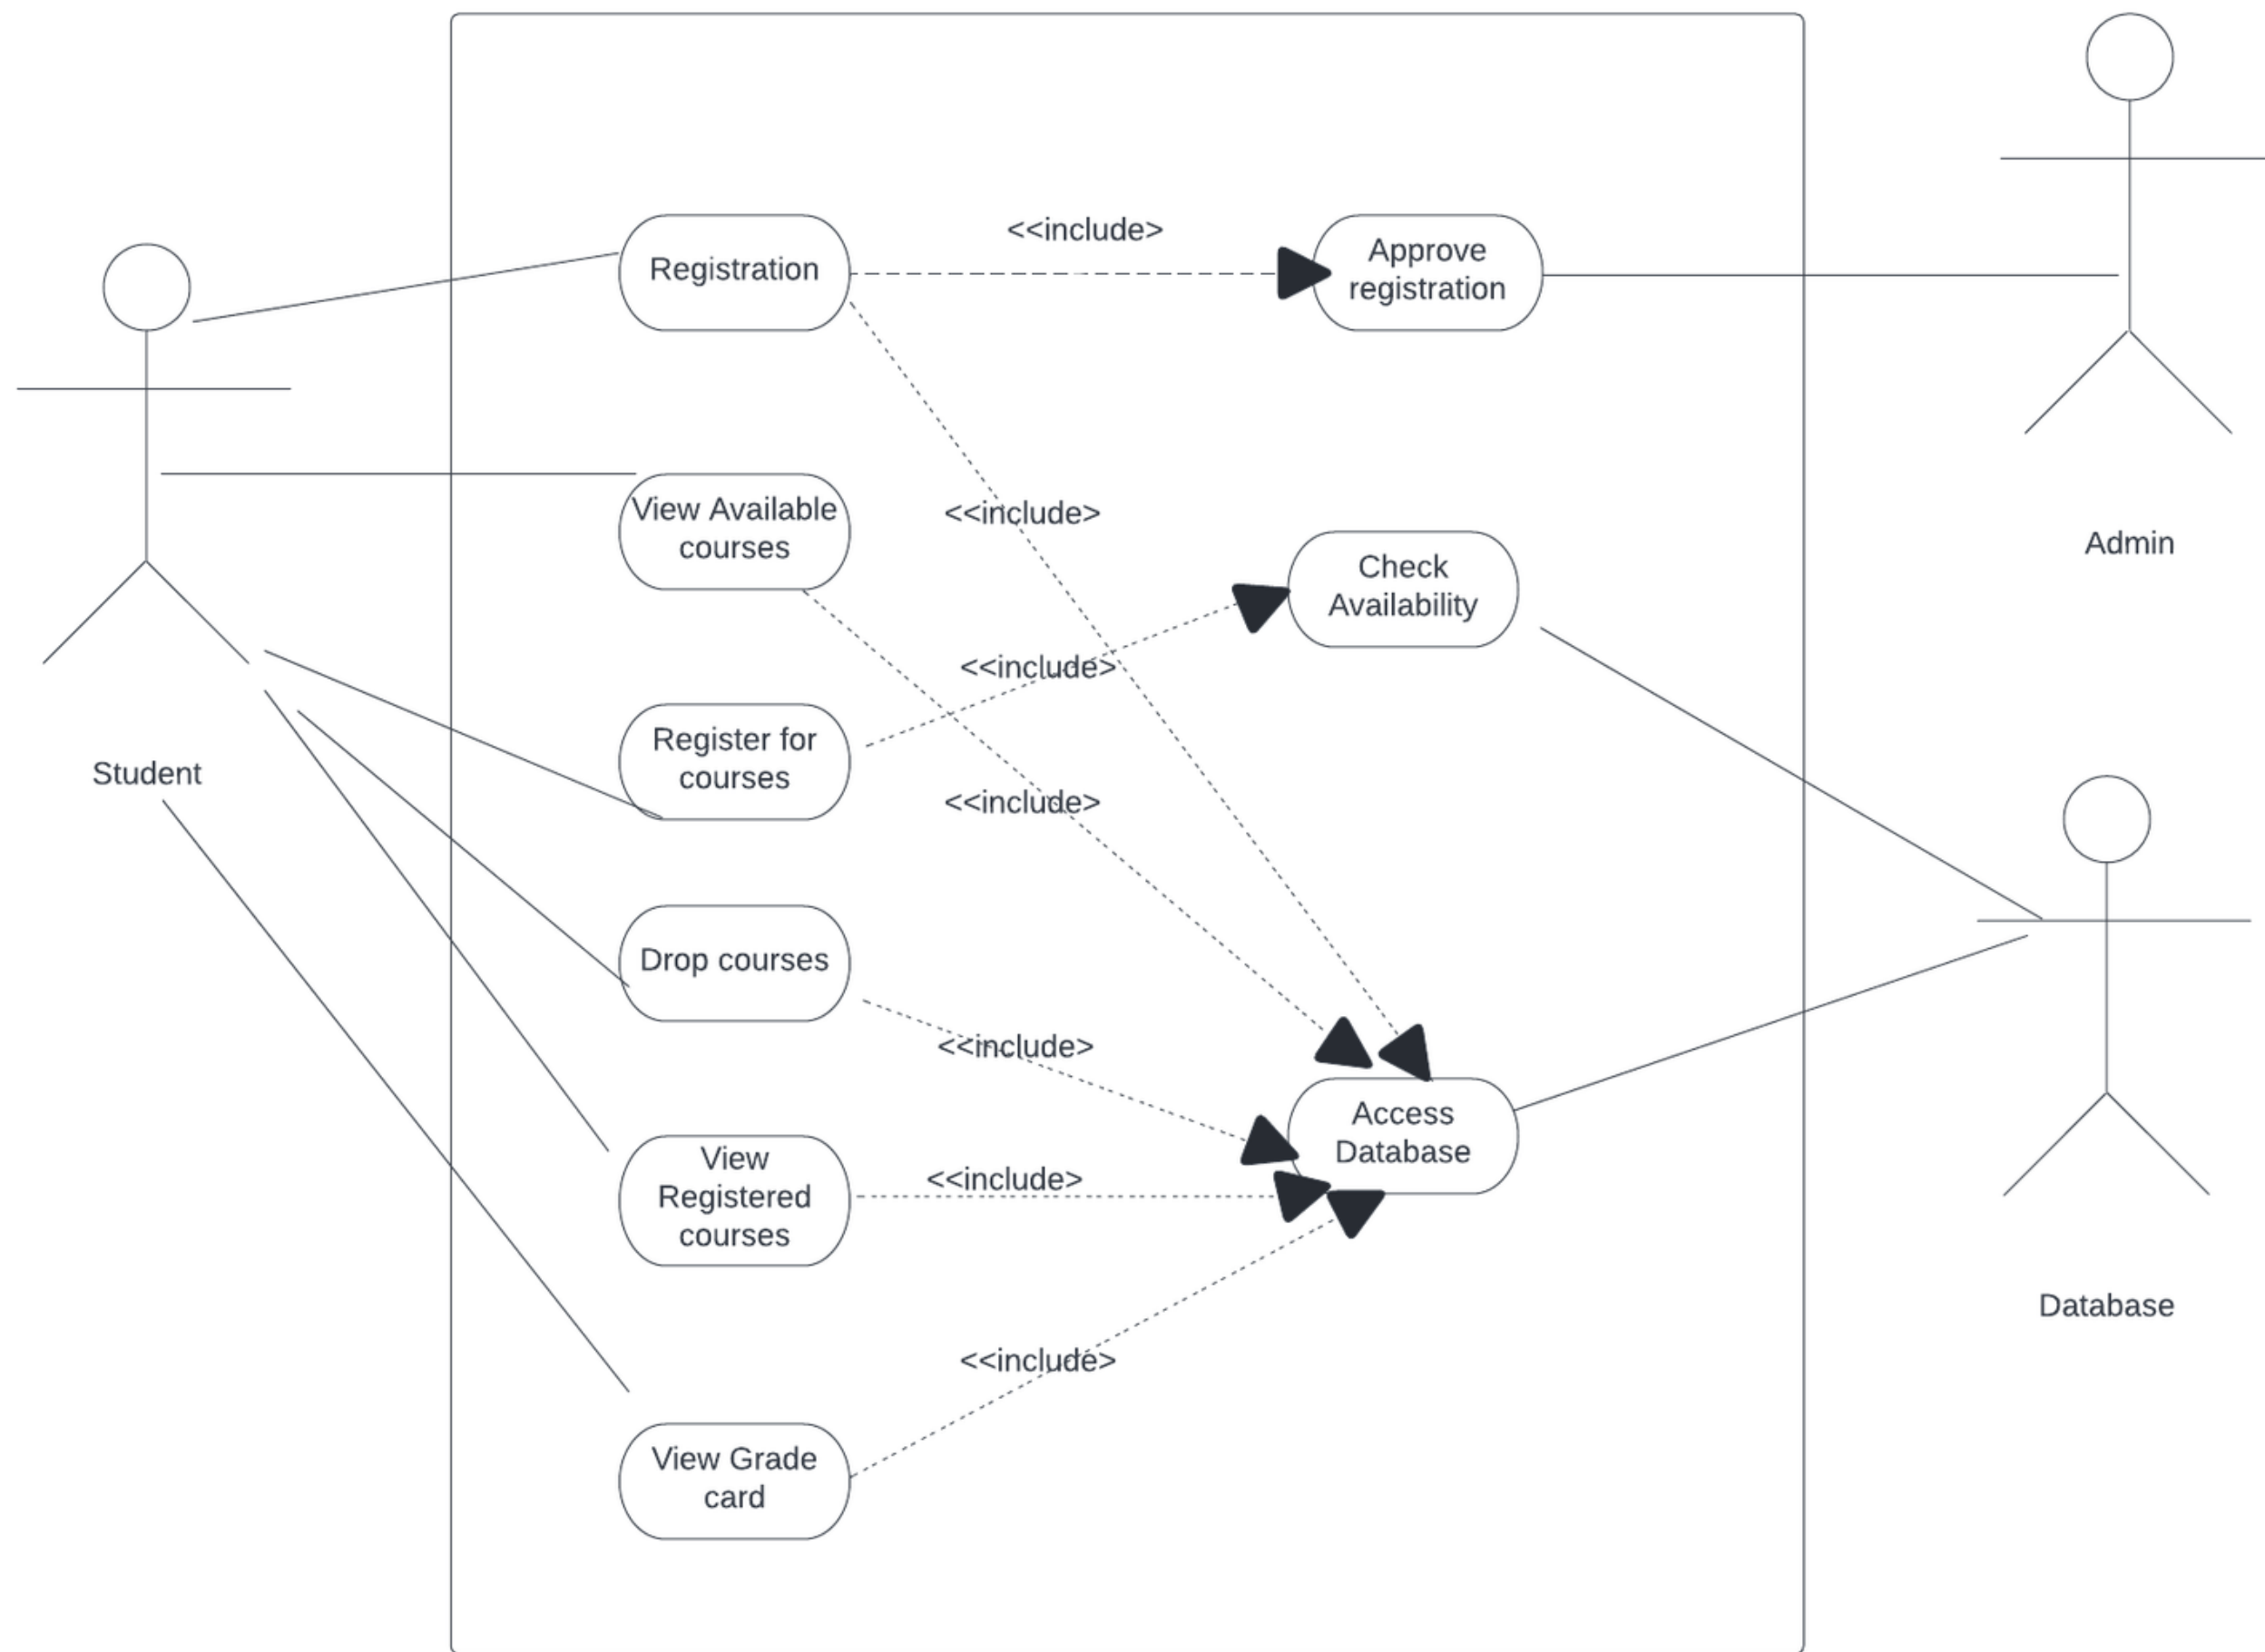 <<include>
Registration
Approve
registration
View Available
courses
<<include>
Check
Availability
Admin
<<include>
Register for
courses
Student
<<include>
Drop courses
<<include>
Access
Database
View
Registered
courses
<<include>
Database
<<include>
View Grade
card